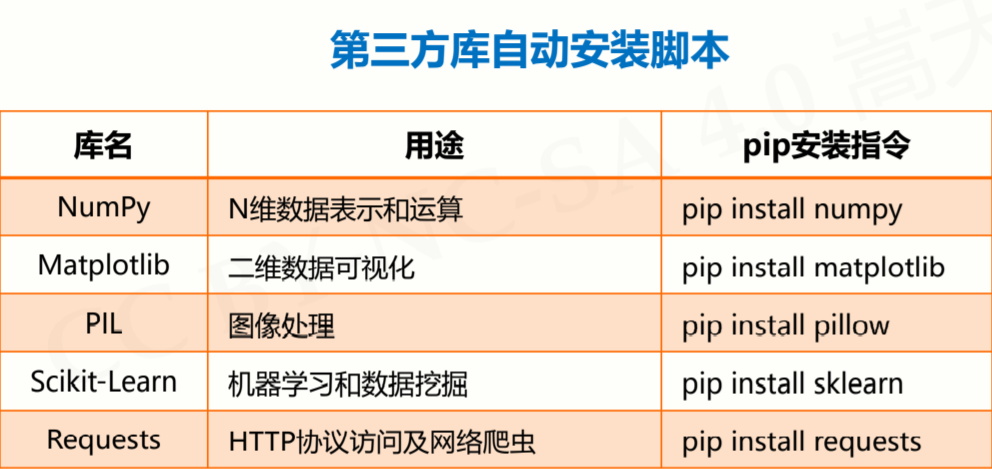 第三方库自动安装脚本
库名 用途 pip安装指令
NumPy N维数据表示和运算 pip install numpy
Matplotlib 二维数据可视化 pip install matplotlib
PIL 图像处理 pip install pillow
Scikit-Learn 机器学习和数据挖掘 pip install sklearn
Requests HTTP协议访问及网络爬虫 pip install requests
CC BY NC-SA 4.0 嵩天